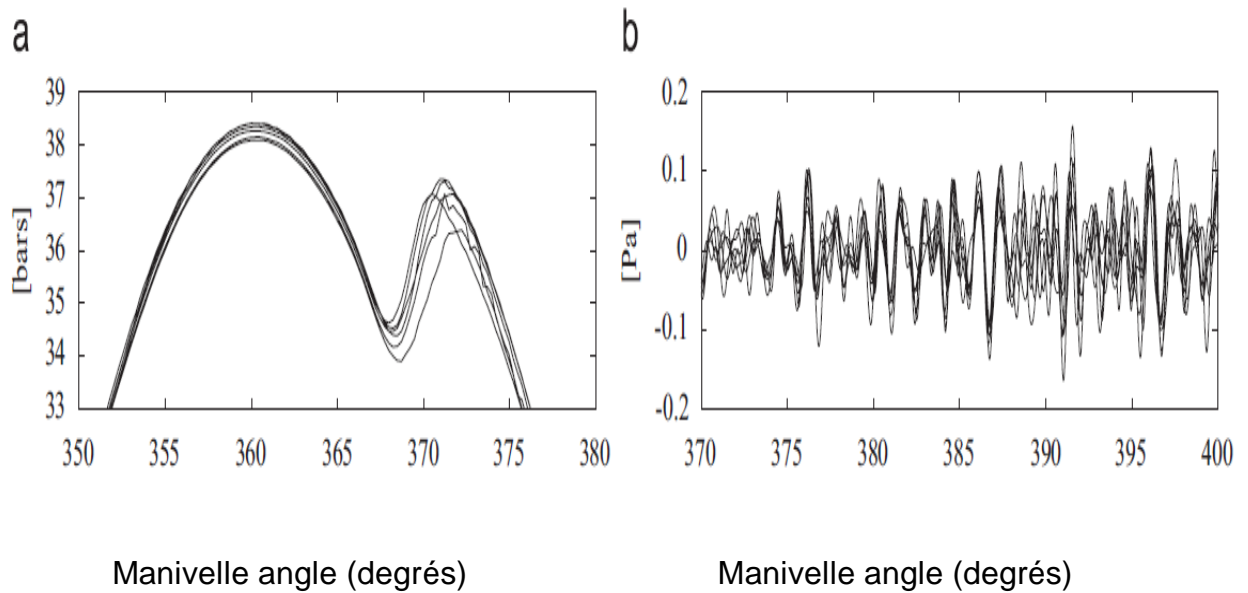 a
[bars]
39
38
37
36
35
34
33
350 355 360 365 370 375 380
Manivelle angle (degrés)
b
[Pa]
0.2
0.1
0
-0.1
-0.2
370 375 380 385 390 395 400
Manivelle angle (degrés)